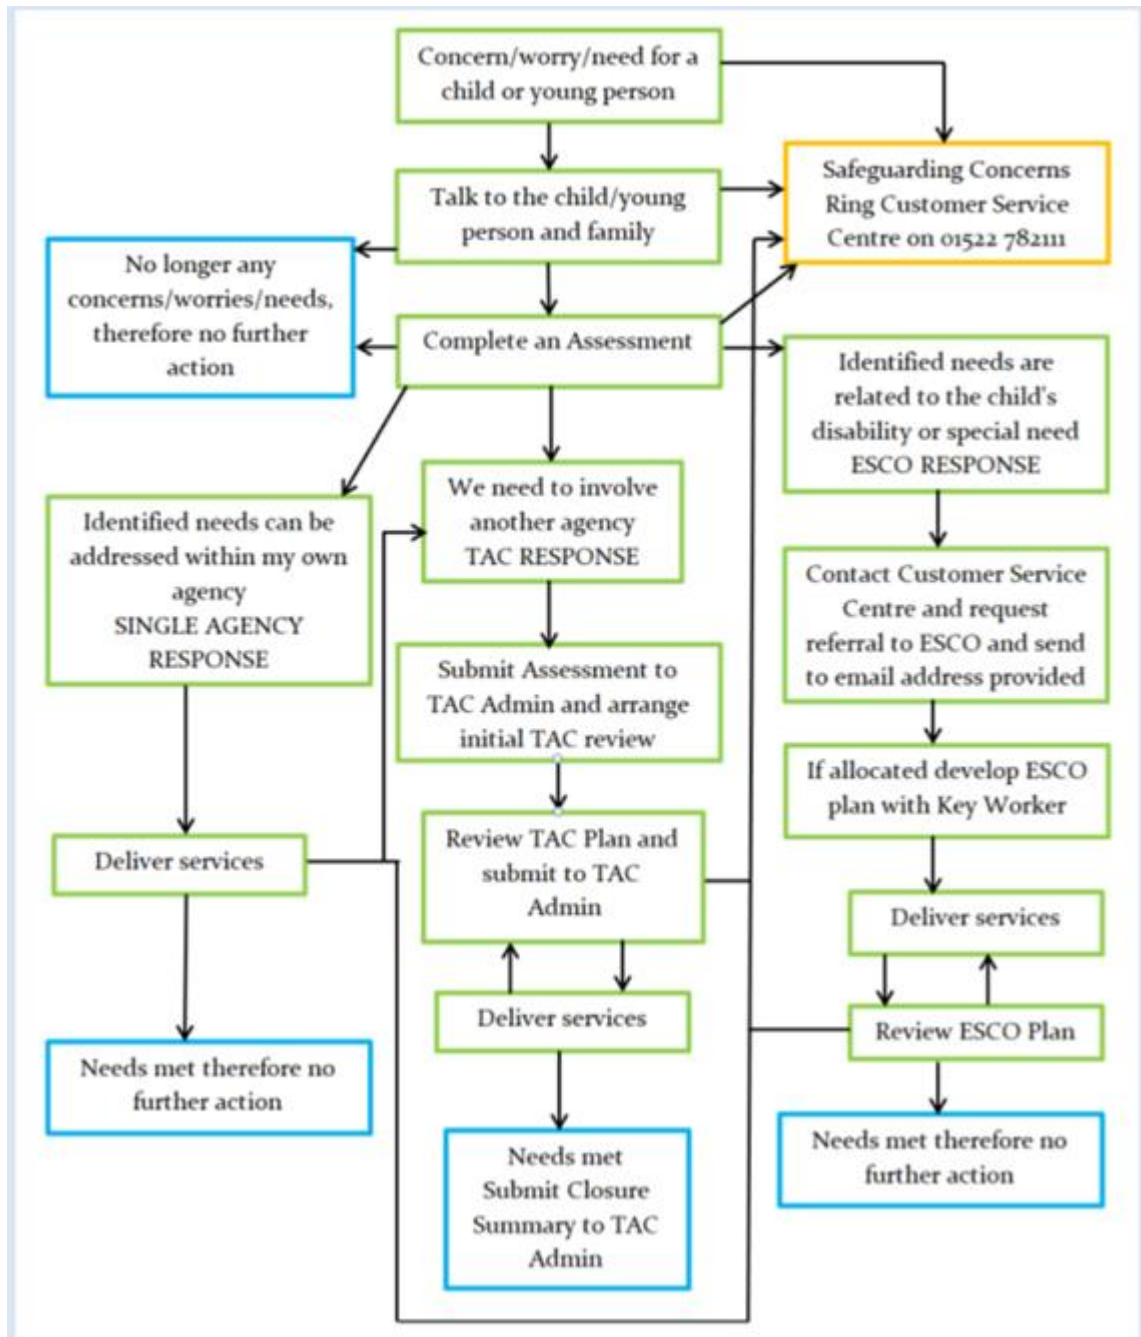 Concern/worry/need for a
child or young person
Safeguarding Concerns
Ring Customer Service
Centre on 01522 782111
Talk to the child/young
person and family
No longer any
concerns/worries/needs,
therefore no further
action
Complete an Assessment
Identified needs are
related to the child's
disability or special need
ESCO RESPONSE
We need to involve
another agency
TAC RESPONSE
Identified needs can be
addressed within my own
agency
SINGLE AGENCY
RESPONSE
Contact Customer Service
Centre and request
referral to ESCO and send
to email address provided
Submit Assessment to
TAC Admin and arrange
initial TAC review
If allocated develop ESCO
plan with Key Worker
Review TAC Plan and
submit to TAC
Admin
Deliver services
Deliver services
Deliver services
Review ESCO Plan
Needs met therefore no
further action
Needs met
Submit Closure
Summary to TAC
Admin
Needs met therefore no
further action